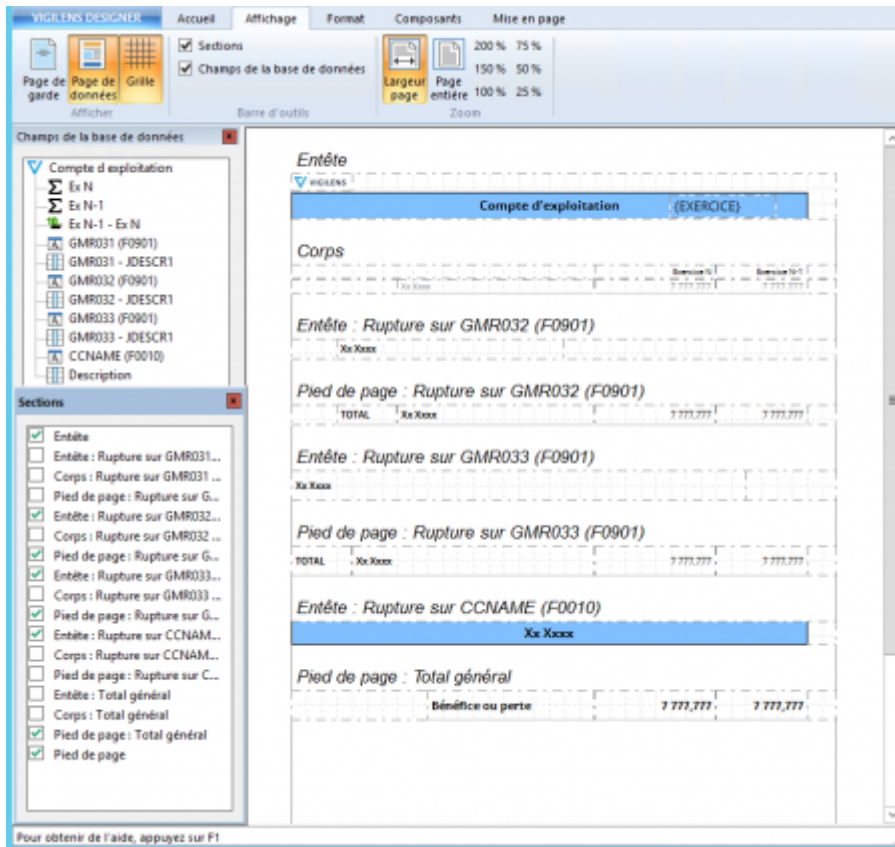 VIGILENS DESIGNER Accueil Affichage Format Composants Mise en page
Page de garde
Page de données
Grille
Afficher
Sections
Champs de la base de données
Barre d'outils
Largeur page
Page entière
200 % 75 %
150 % 50 %
100 % 25 %
Zoom
Champs de la base de données
Compte d exploitation
Ex N
Ex N-1
Ex N-1 - Ex N
GMR031 (F0901)
GMR031 - JDESCR1
GMR032 (F0901)
GMR032 - JDESCR1
GMR033 (F0901)
GMR033 - JDESCR1
CCNAME (F0010)
Description
Sections
Entête
Entête : Rupture sur GMR031...
Corps : Rupture sur GMR031 ...
Pied de page : Rupture sur G...
Entête : Rupture sur GMR032...
Corps : Rupture sur GMR032 ...
Pied de page : Rupture sur G...
Entête : Rupture sur GMR033...
Corps : Rupture sur GMR033 ...
Pied de page : Rupture sur G...
Entête : Rupture sur CCNAM...
Corps : Rupture sur CCNAM...
Pied de page : Rupture sur C...
Entête : Total général
Corps : Total général
Pied de page : Total général
Pied de page
Entête
VIGILENS
Compte d'exploitation {EXERCICE}
Corps
Exercice N Exercice N-1
Xx Xxxx 7 777,777 7 777,777
Entête : Rupture sur GMR032 (F0901)
Xx Xxxx
Pied de page : Rupture sur GMR032 (F0901)
TOTAL Xx Xxxx 7 777,777 7 777,777
Entête : Rupture sur GMR033 (F0901)
Xx Xxxx
Pied de page : Rupture sur GMR033 (F0901)
TOTAL Xx Xxxx 7 777,777 7 777,777
Entête : Rupture sur CCNAME (F0010)
Xx Xxxx
Pied de page : Total général
Bénéfice ou perte 7 777,777 7 777,777
Pour obtenir de l'aide, appuyez sur F1